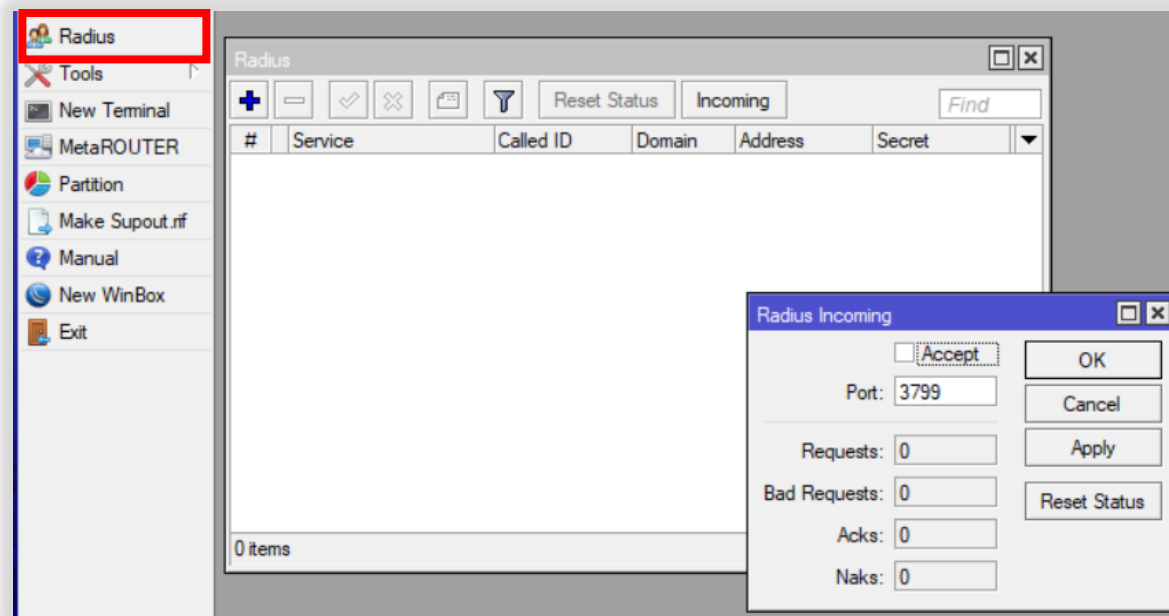 Radius
Tools
New Terminal
MetaROUTER
Partition
Make Supout.rif
Manual
New WinBox
Exit
Radius
Reset Status Incoming Find
# Service Called ID Domain Address Secret
0 items
Radius Incoming
Accept
Port: 3799
Requests: 0
Bad Requests: 0
Acks: 0
Naks: 0
OK
Cancel
Apply
Reset Status